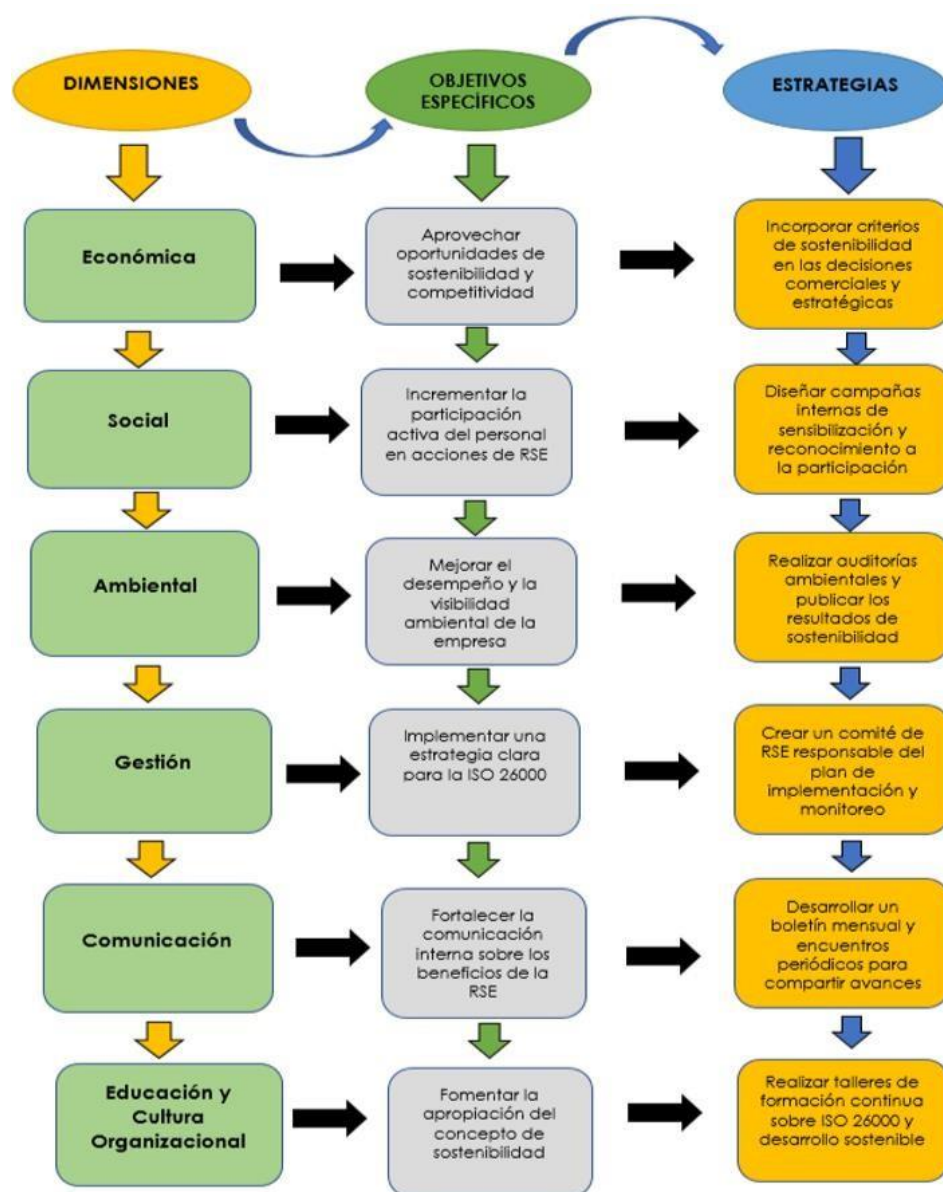 DIMENSIONES
OBJETIVOS
ESPECÍFICOS
ESTRATEGIAS
Económica
Aprovechar
oportunidades de
sostenibilidad y
competitividad
Incorporar criterios
de sostenibilidad
en las decisiones
comerciales y
estratégicas
Social
Incrementar la
participación
activa del personal
en acciones de RSE
Diseñar campañas
internas de
sensibilización y
reconocimiento a
la participación
Ambiental
Mejorar el
desempeño y la
visibilidad
ambiental de la
empresa
Realizar auditorías
ambientales y
publicar los
resultados de
sostenibilidad
Gestión
Implementar una
estrategia clara
para la ISO 26000
Crear un comité de
RSE responsable del
plan de
implementación y
monitoreo
Comunicación
Fortalecer la
comunicación
interna sobre los
beneficios de la
RSE
Desarrollar un
boletín mensual y
encuentros
periódicos para
compartir avances
Educación y
Cultura
Organizacional
Fomentar la
apropiación del
concepto de
sostenibilidad
Realizar talleres de
formación continua
sobre ISO 26000 y
desarrollo sostenible